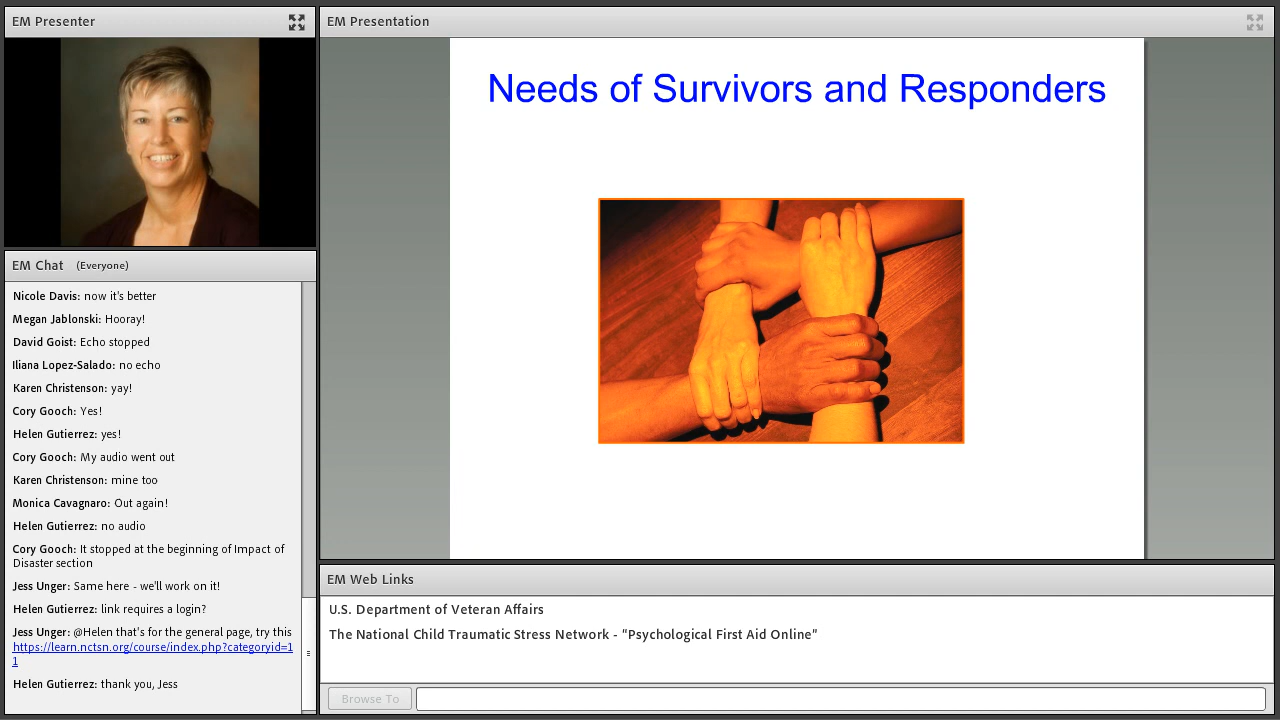 EM Presenter
EM Chat (Everyone)
Nicole Davis: now it's better
Megan Jablonski: Hooray!
David Goist: Echo stopped
Iliana Lopez-Salado: no echo
Karen Christenson: yay!
Cory Gooch: Yes!
Helen Gutierrez: yes!
Cory Gooch: My audio went out
Karen Christenson: mine too
Monica Cavagnaro: Out again!
Helen Gutierrez: no audio
Cory Gooch: It stopped at the beginning of Impact of
Disaster section
Jess Unger: Same here - we'll work on it!
Helen Gutierrez: link requires a login?
Jess Unger: @Helen that's for the general page, try this
https://learn.nctsn.org/course/index.php?categoryid=1
1
Helen Gutierrez: thank you, Jess
EM Presentation
Needs of Survivors and Responders
EM Web Links
U.S. Department of Veteran Affairs
The National Child Traumatic Stress Network - "Psychological First Aid Online"
Browse To